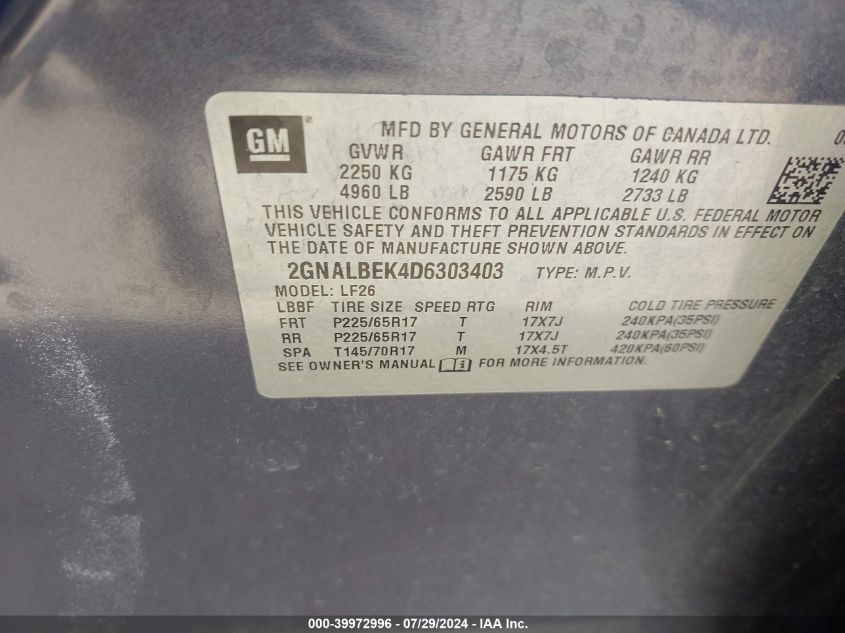 GM ® MFD BY GENERAL MOTORS OF CANADA LTD.
GVWR GAWR FRT GAWR RR
2250 KG 1175 KG 1240 KG
4960 LB 2590 LB 2733 LB
THIS VEHICLE CONFORMS TO ALL APPLICABLE U.S. FEDERAL MOTOR
VEHICLE SAFETY AND THEFT PREVENTION STANDARDS IN EFFECT ON
THE DATE OF MANUFACTURE SHOWN ABOVE.
2GNALBEK4D6303403 TYPE: M.P.V.
MODEL: LF26
LBBF TIRE SIZE SPEED RTG RIM COLD TIRE PRESSURE
FRT P225/65R17 T 17X7J 240KPA(35PSI)
RR P225/65R17 T 17X7J 240KPA(35PSI)
SPA T145/70R17 M 17X4.5T 420KPA(60PSI)
SEE OWNER'S MANUAL i FOR MORE INFORMATION.
000-39972996 - 07/29/2024 - IAA Inc.